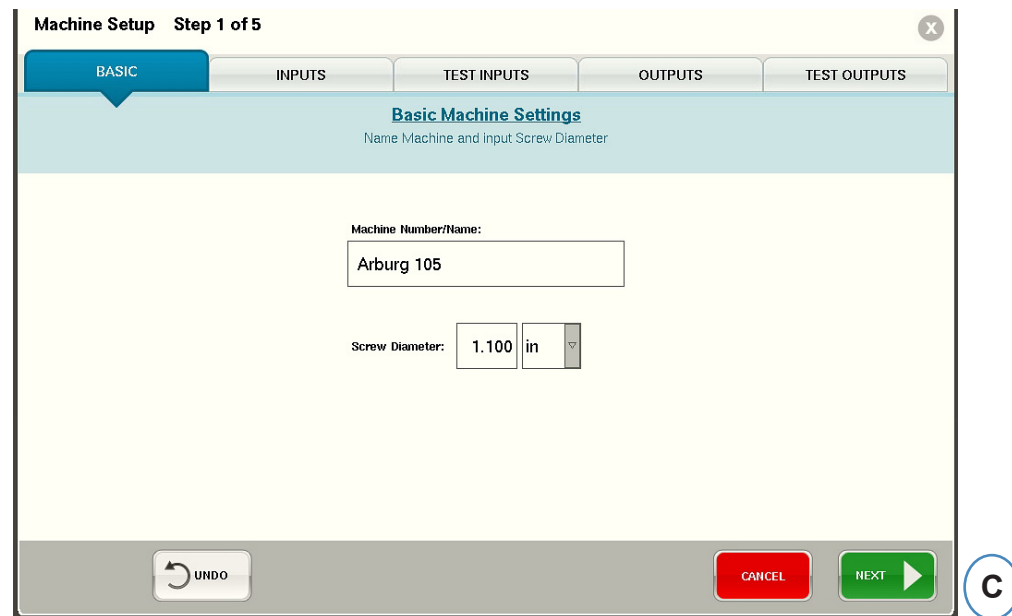 Machine Setup Step 1 of 5
X
BASIC INPUTS TEST INPUTS OUTPUTS TEST OUTPUTS
Basic Machine Settings
Name Machine and input Screw Diameter
Machine Number/Name:
Arburg 105
Screw Diameter: 1.100 in
UNDO CANCEL NEXT
C